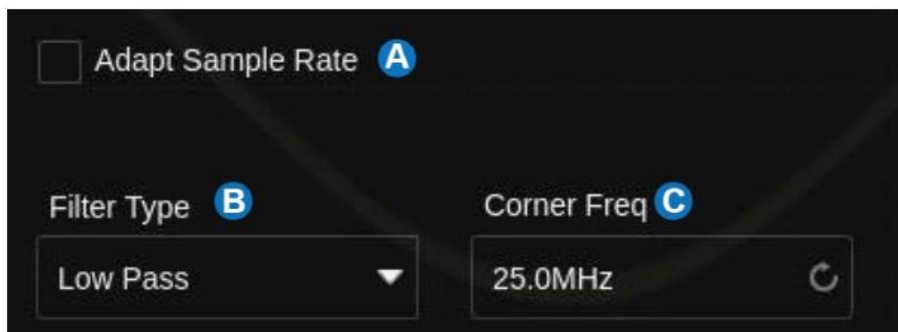 Adapt Sample Rate A
Filter Type B
Corner Freq C
Low Pass
25.0MHz